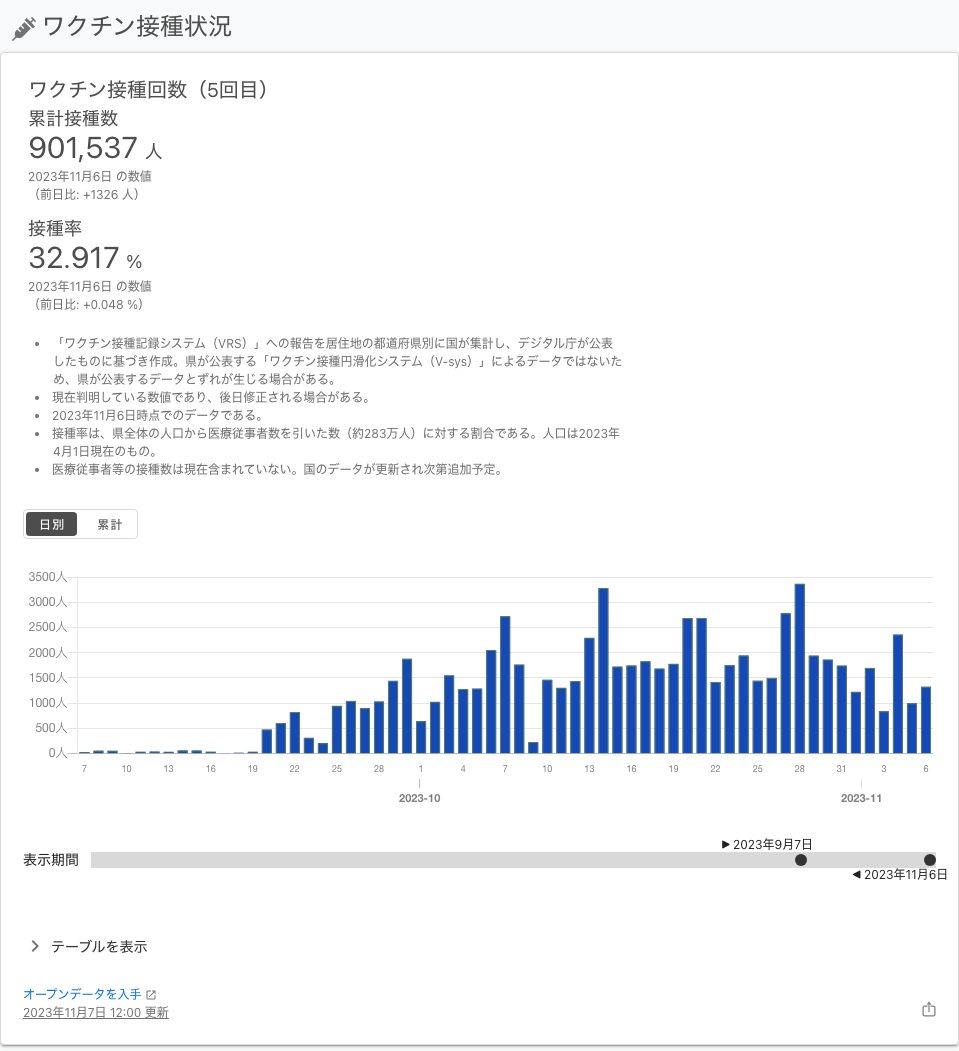 ワクチン接種状況
ワクチン接種回数（5回目）
累計接種数
901,537 人
2023年11月6日 の数値
（前日比: +1326 人）
接種率
32.917 %
2023年11月6日 の数値
（前日比: +0.048 %）
• 「ワクチン接種記録システム（VRS）」への報告を居住地の都道府県別に国が集計し、デジタル庁が公表
したものに基づき作成。県が公表する「ワクチン接種円滑化システム（V-sys）」によるデータではないた
め、県が公表するデータとずれが生じる場合がある。
• 現在判明している数値であり、後日修正される場合がある。
• 2023年11月6日時点でのデータである。
• 接種率は、県全体の人口から医療従事者数を引いた数（約283万人）に対する割合である。人口は2023年
4月1日現在のもの。
• 医療従事者等の接種数は現在含まれていない。国のデータが更新され次第追加予定。
日別 累計
3500人
3000人
2500人
2000人
1500人
1000人
500人
0人
7 10 13 16 19 22 25 28 1 4 7 10 13 16 19 22 25 28 31 3 6
2023-10 2023-11
▶ 2023年9月7日
表示期間
◀ 2023年11月6日
テーブルを表示
オープンデータを入手
2023年11月7日 12:00 更新